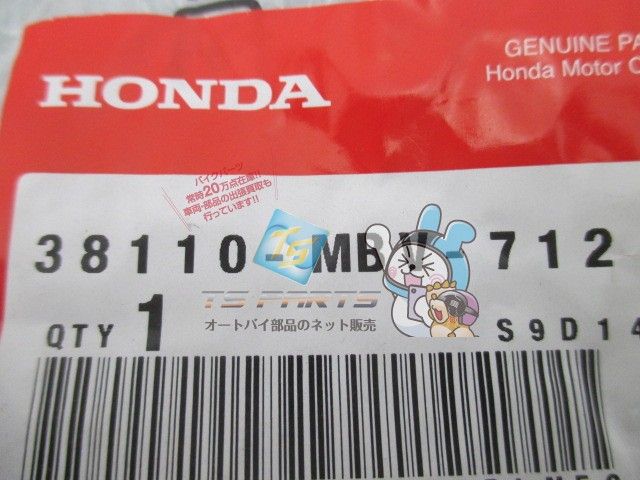 HONDA
GENUINE PA
Honda Motor C
バイクパーツ
常時20万点在庫!!
車両・部品の出張買取も
行っています!!
38110-MBW-712
TS
TS PARTS
オートバイ部品のネット販売
QTY 1
S9D14